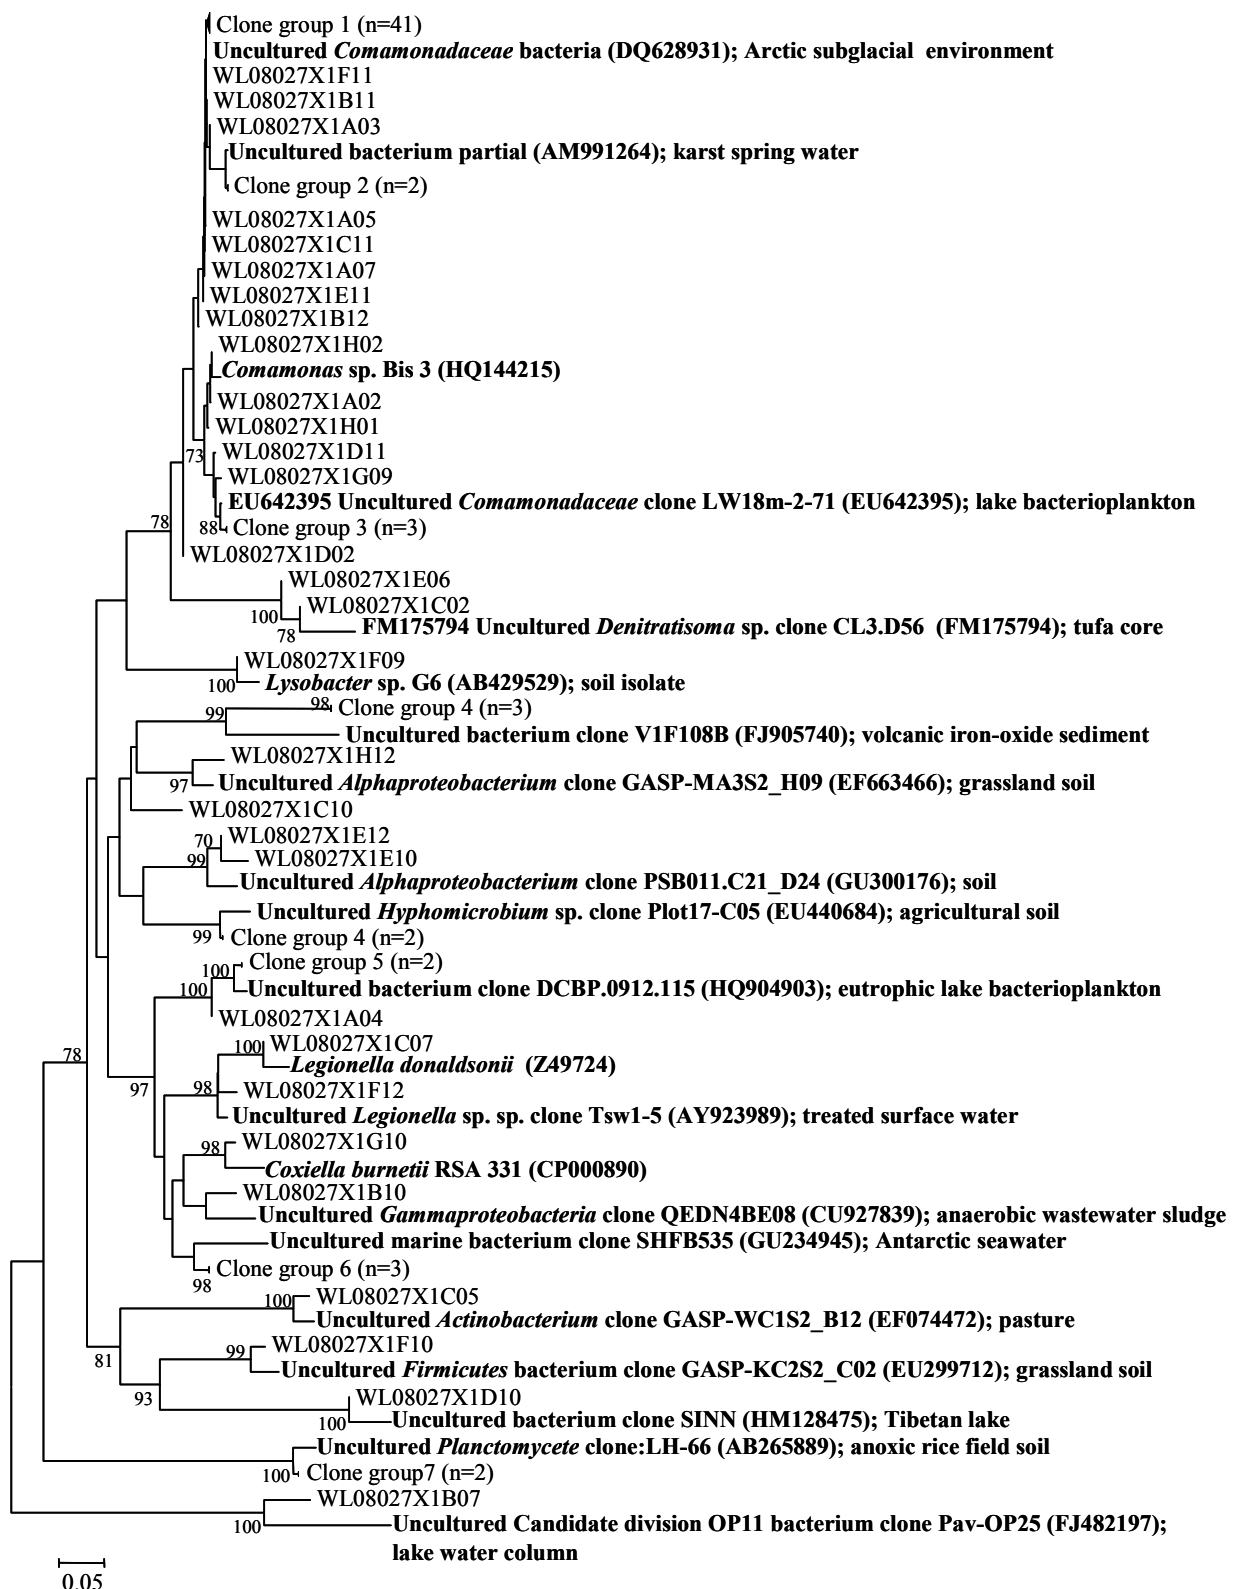 Clone group 1 (n=41)
Uncultured Comamonadaceae bacteria (DQ628931); Arctic subglacial environment
WL08027X1F11
WL08027X1B11
WL08027X1A03
Uncultured bacterium partial (AM991264); karst spring water
Clone group 2 (n=2)
WL08027X1A05
WL08027X1C11
WL08027X1A07
WL08027X1E11
WL08027X1B12
WL08027X1H02
Comamonas sp. Bis 3 (HQ144215)
WL08027X1A02
WL08027X1H01
WL08027X1D11
73
WL08027X1G09
EU642395 Uncultured Comamonadaceae clone LW18m-2-71 (EU642395); lake bacterioplankton
78
88 Clone group 3 (n=3)
WL08027X1D02
WL08027X1E06
WL08027X1C02
100
FM175794 Uncultured Denitratisoma sp. clone CL3.D56 (FM175794); tufa core
78
WL08027X1F09
100 Lysobacter sp. G6 (AB429529); soil isolate
98 Clone group 4 (n=3)
99
Uncultured bacterium clone V1F108B (FJ905740); volcanic iron-oxide sediment
WL08027X1H12
97 Uncultured Alphaproteobacterium clone GASP-MA3S2_H09 (EF663466); grassland soil
WL08027X1C10
70 WL08027X1E12
99 WL08027X1E10
Uncultured Alphaproteobacterium clone PSB011.C21_D24 (GU300176); soil
Uncultured Hyphomicrobium sp. clone Plot17-C05 (EU440684); agricultural soil
99 Clone group 4 (n=2)
Clone group 5 (n=2)
100
100 Uncultured bacterium clone DCBP.0912.115 (HQ904903); eutrophic lake bacterioplankton
WL08027X1A04
100 WL08027X1C07
78
Legionella donaldsonii (Z49724)
97
98 WL08027X1F12
Uncultured Legionella sp. sp. clone Tsw1-5 (AY923989); treated surface water
WL08027X1G10
98
Coxiella burnetii RSA 331 (CP000890)
WL08027X1B10
Uncultured Gammaproteobacteria clone QEDN4BE08 (CU927839); anaerobic wastewater sludge
Uncultured marine bacterium clone SHFB535 (GU234945); Antarctic seawater
Clone group 6 (n=3)
98
100 WL08027X1C05
Uncultured Actinobacterium clone GASP-WC1S2_B12 (EF074472); pasture
99 WL08027X1F10
81
Uncultured Firmicutes bacterium clone GASP-KC2S2_C02 (EU299712); grassland soil
93
WL08027X1D10
100 Uncultured bacterium clone SINN (HM128475); Tibetan lake
Uncultured Planctomycete clone:LH-66 (AB265889); anoxic rice field soil
100 Clone group7 (n=2)
WL08027X1B07
100 Uncultured Candidate division OP11 bacterium clone Pav-OP25 (FJ482197);
lake water column
0.05